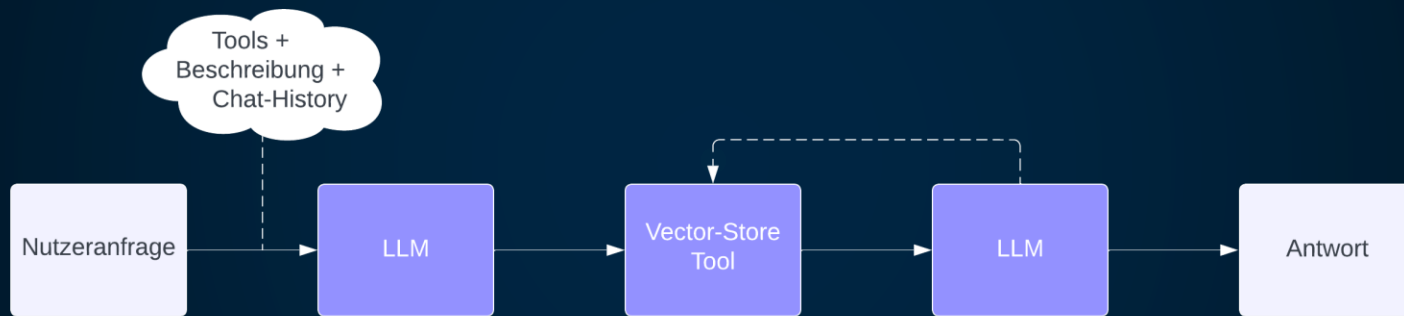 Tools +
Beschreibung +
Chat-History
Nutzeranfrage
LLM
Vector-Store
Tool
LLM
Antwort